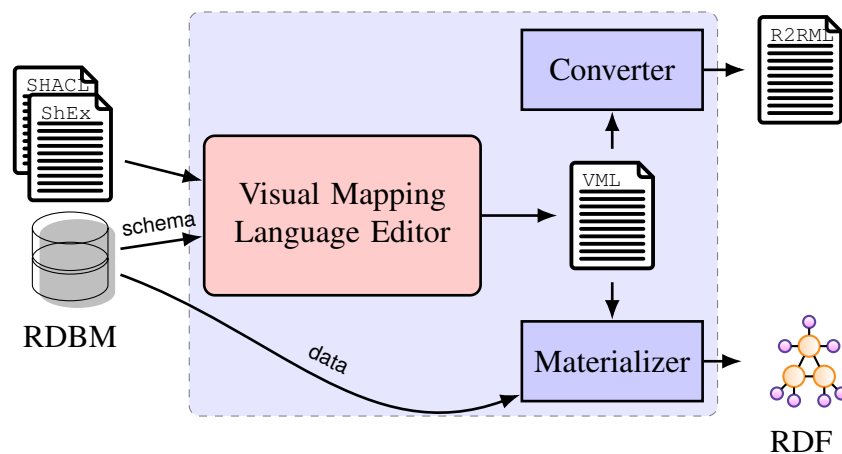 R2RML
SHACL
ShEx
Converter
Visual Mapping
Language Editor
VML
schema
RDBM
data
Materializer
RDF